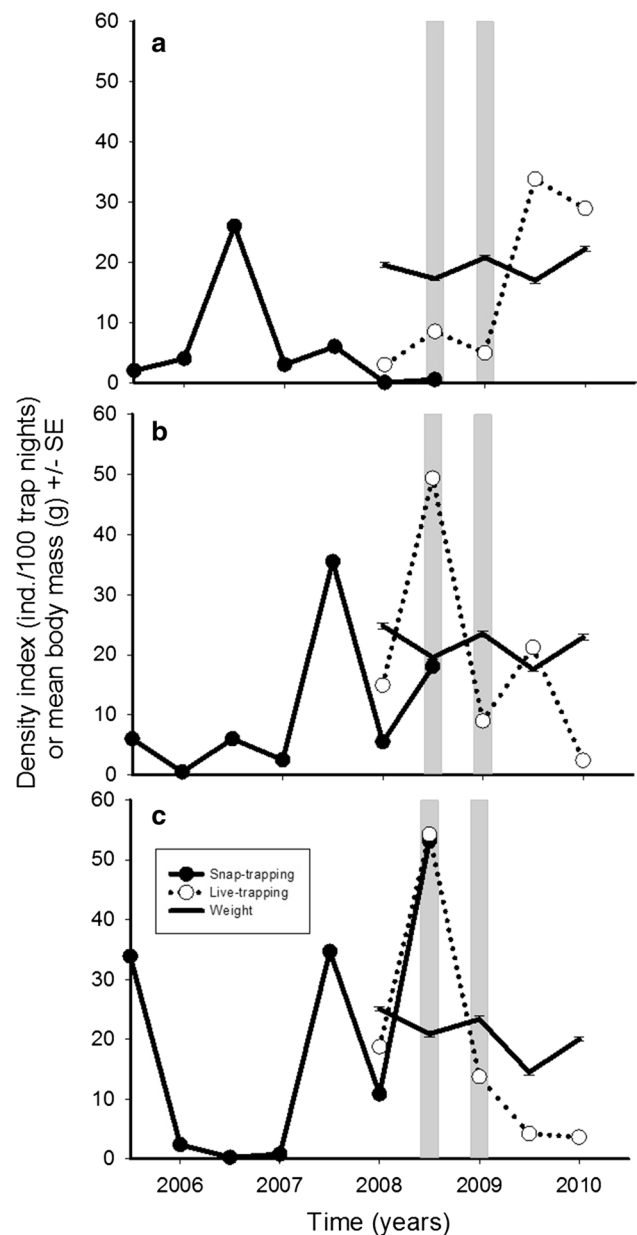 Density index (ind./100 trap nights)
or mean body mass (g) +/- SE
a
60
50
40
30
20
10
0
b
60
50
40
30
20
10
0
c
60
50
40
30
20
10
0
Snap-trapping
Live-trapping
Weight
2006 2007 2008 2009 2010
Time (years)